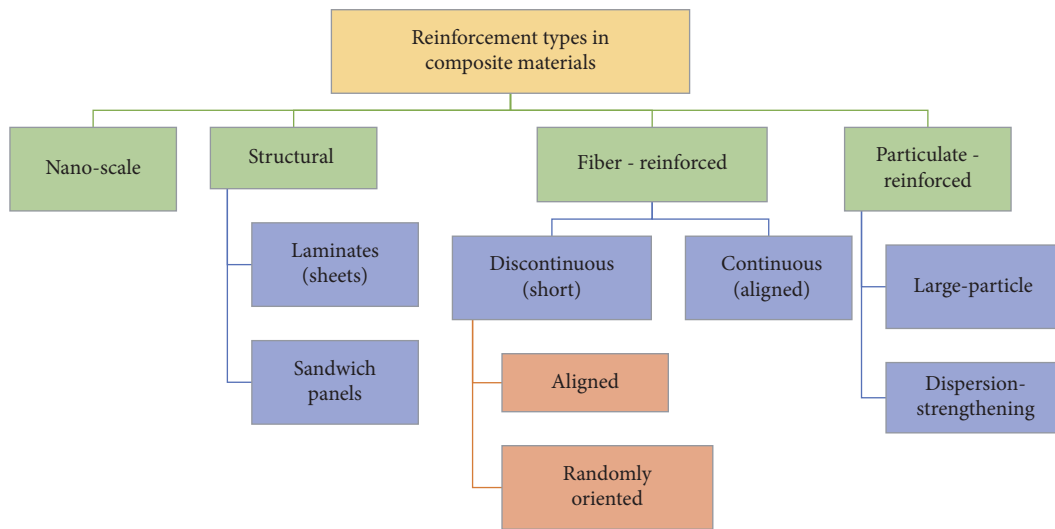 Reinforcement types in
composite materials
Nano-scale
Structural
Fiber - reinforced
Particulate -
reinforced
Laminates
(sheets)
Sandwich
panels
Discontinuous
(short)
Continuous
(aligned)
Aligned
Randomly
oriented
Large-particle
Dispersion-
strengthening